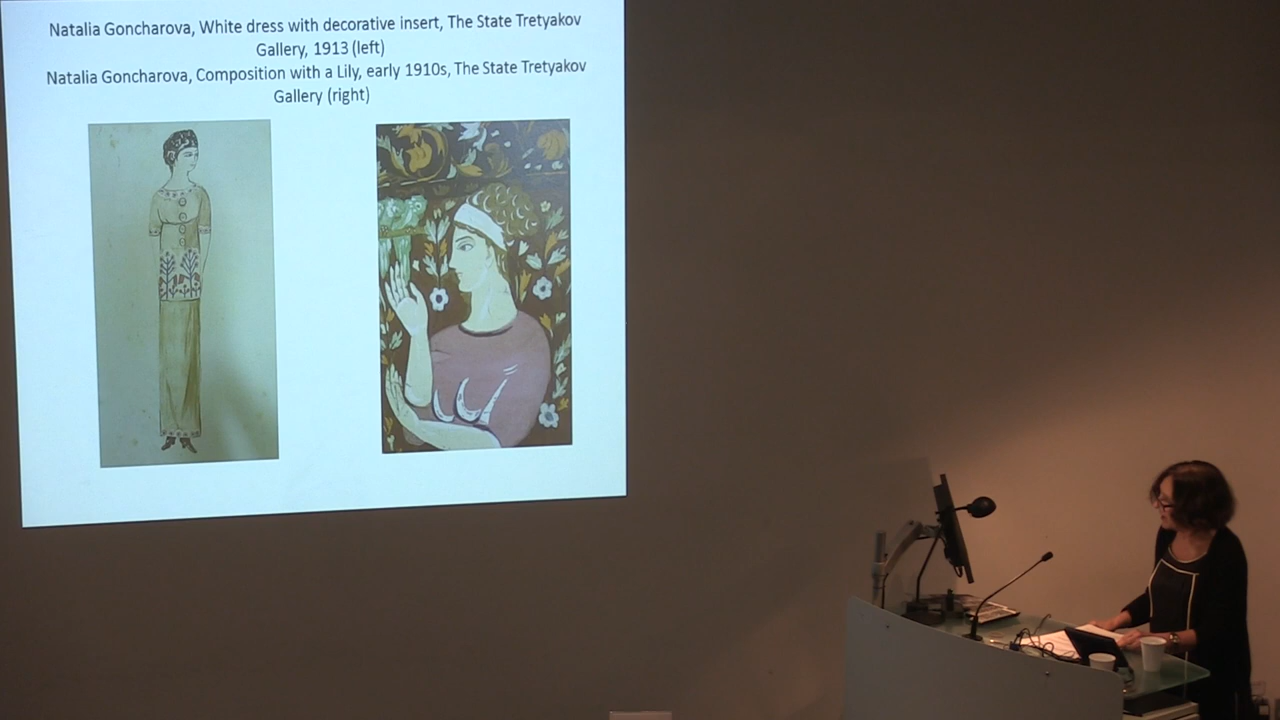 Natalia Goncharova, White dress with decorative insert, The State Tretyakov
Gallery, 1913 (left)
Natalia Goncharova, Composition with a Lily, early 1910s, The State Tretyakov
Gallery (right)